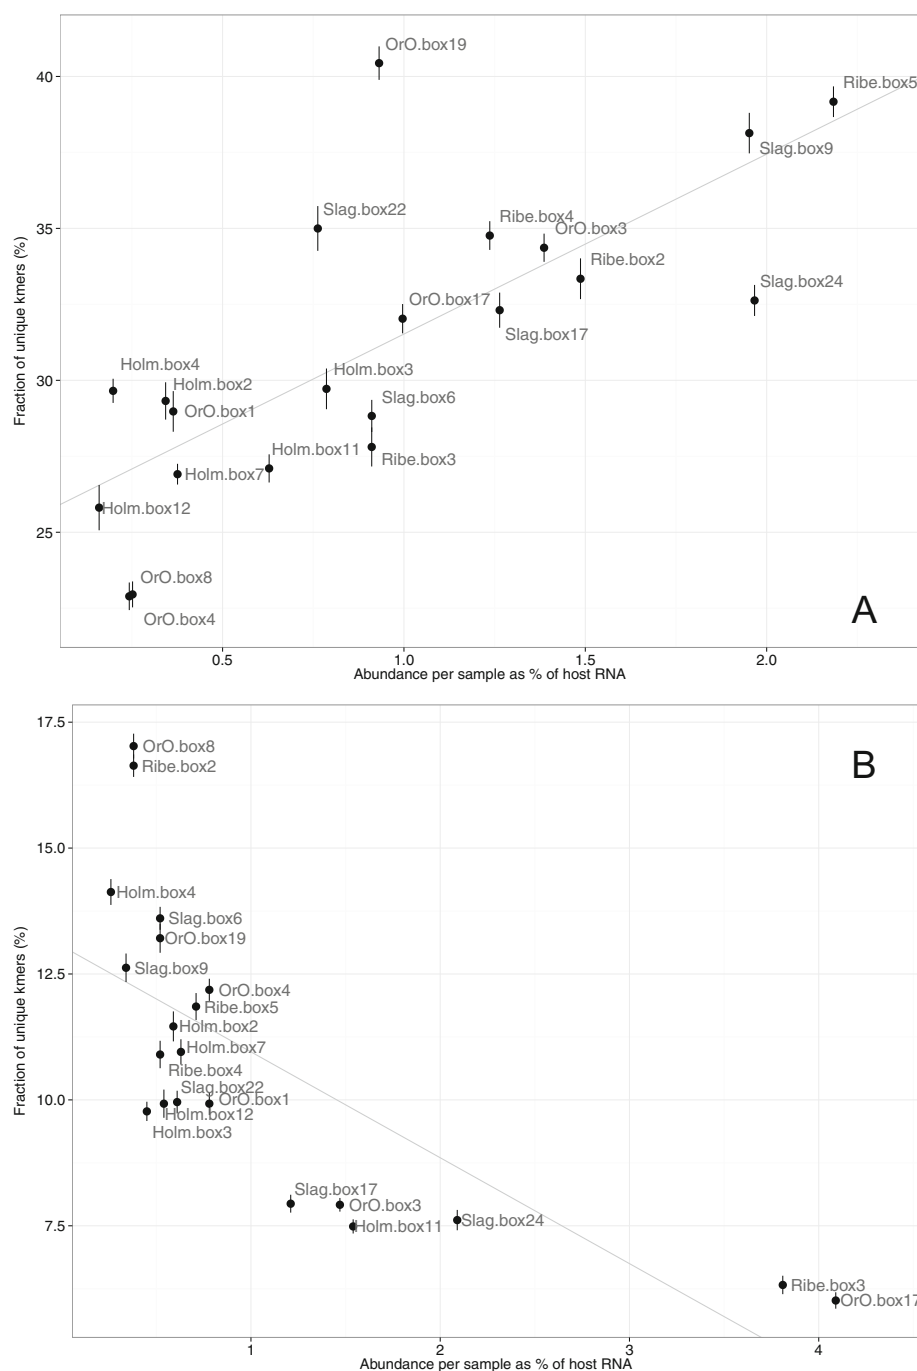 OrO.box19
40
Ribe.box5
Slag.box9
Slag.box22
Ribe.box4
OrO.box3
35
Ribe.box2
Slag.box24
OrO.box17
Slag.box17
Fraction of unique kmers (%)
Holm.box4
Holm.box3
30
Holm.box2
Slag.box6
OrO.box1
Holm.box11
Ribe.box3
Holm.box7
Holm.box12
25
OrO.box8
OrO.box4
A
0.5
1.0
1.5
2.0
Abundance per sample as % of host RNA
17.5
OrO.box8
Ribe.box2
B
15.0
Holm.box4
Slag.box6
OrO.box19
Slag.box9
12.5
OrO.box4
Ribe.box5
Holm.box2
Fraction of unique kmers (%)
Holm.box7
Ribe.box4
Slag.box22
OrO.box1
10.0
Holm.box12
Holm.box3
Slag.box17
OrO.box3
Holm.box11
Slag.box24
7.5
Ribe.box3
OrO.box17
1
2
3
4
Abundance per sample as % of host RNA